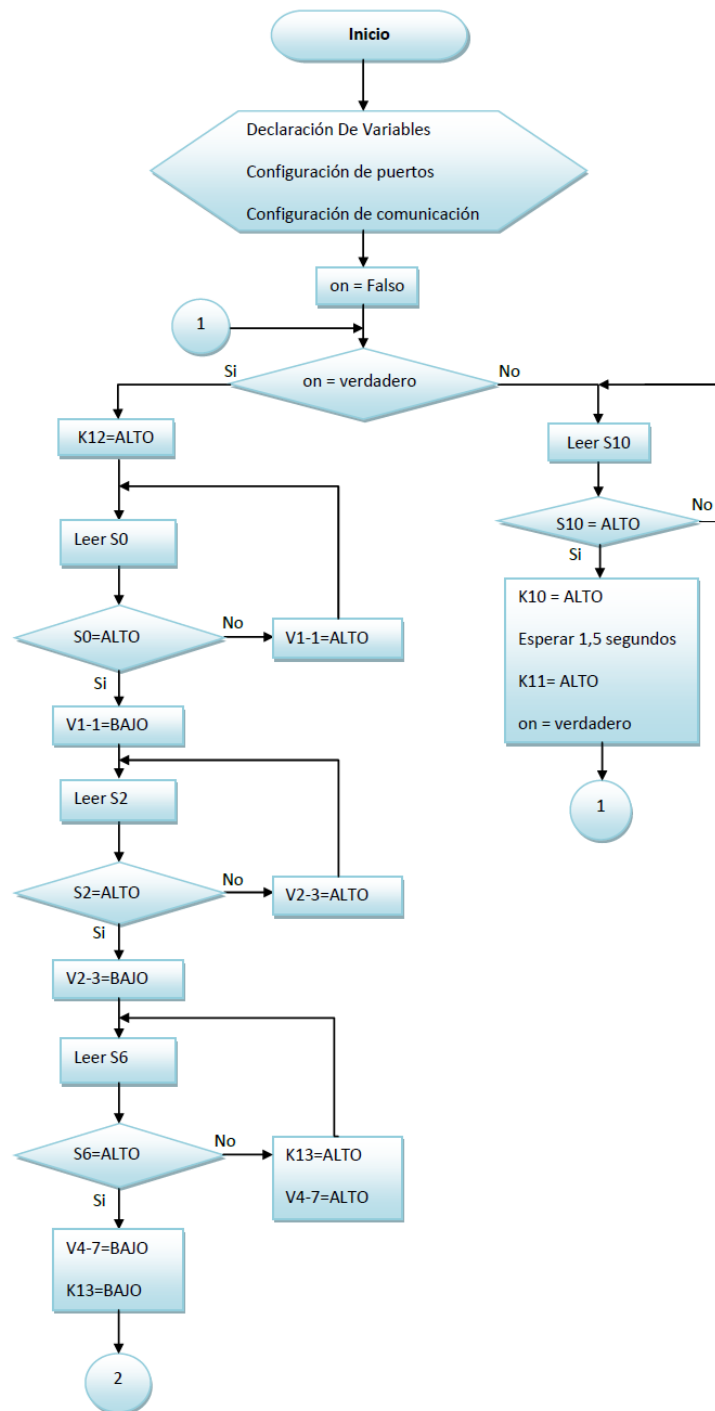 Inicio
Declaración De Variables
Configuración de puertos
Configuración de comunicación
on = Falso
1
on = verdadero
Si
No
K12=ALTO
Leer S0
S0=ALTO
No
V1-1=ALTO
Si
V1-1=BAJO
Leer S2
S2=ALTO
No
V2-3=ALTO
Si
V2-3=BAJO
Leer S6
S6=ALTO
No
K13=ALTO
V4-7=ALTO
Si
V4-7=BAJO
K13=BAJO
2
Leer S10
S10 = ALTO
No
Si
K10 = ALTO
Esperar 1,5 segundos
K11= ALTO
on = verdadero
1